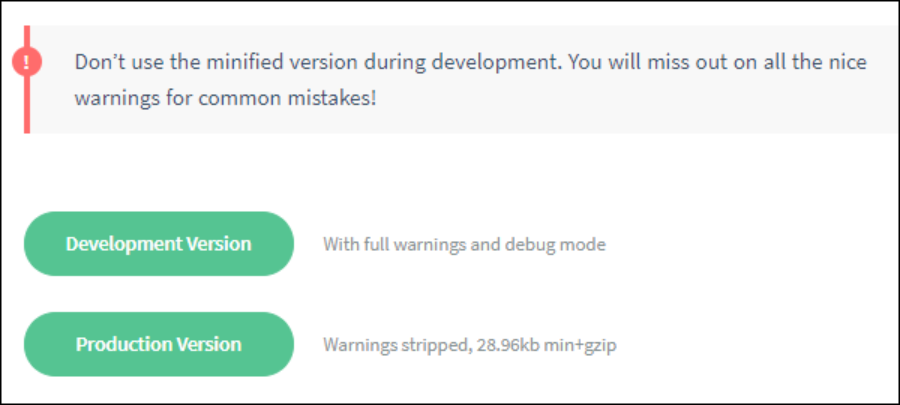 !
Don’t use the minified version during development. You will miss out on all the nice
warnings for common mistakes!
Development Version With full warnings and debug mode
Production Version Warnings stripped, 28.96kb min+gzip